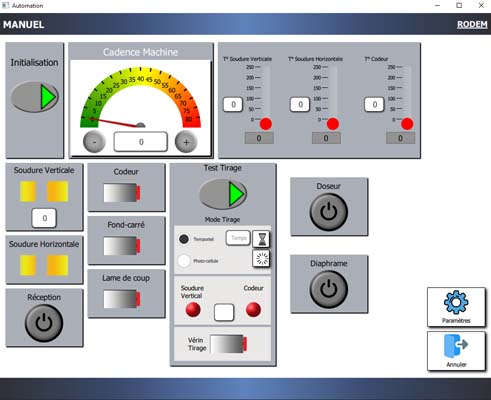 Automation
MANUEL
RODEM
Initialisation
Cadence Machine
0 5 10 15 20 25 30 35 40 45 50 55 60 65 70 75 80
-
0
+
T° Soudure Verticale
250
200
150
100
50
0
0
0
T° Soudure Horizontale
250
200
150
100
50
0
0
0
T° Codeur
250
200
150
100
50
0
0
0
Soudure Verticale
0
Soudure Horizontale
Réception
Codeur
Fond-carré
Lame de coup
Test Tirage
Mode Tirage
Temporisé
Temps
Photo-cellule
Soudure
Vertical
Codeur
Vérin
Tirage
Doseur
Diaphrame
Paramètres
Annuler